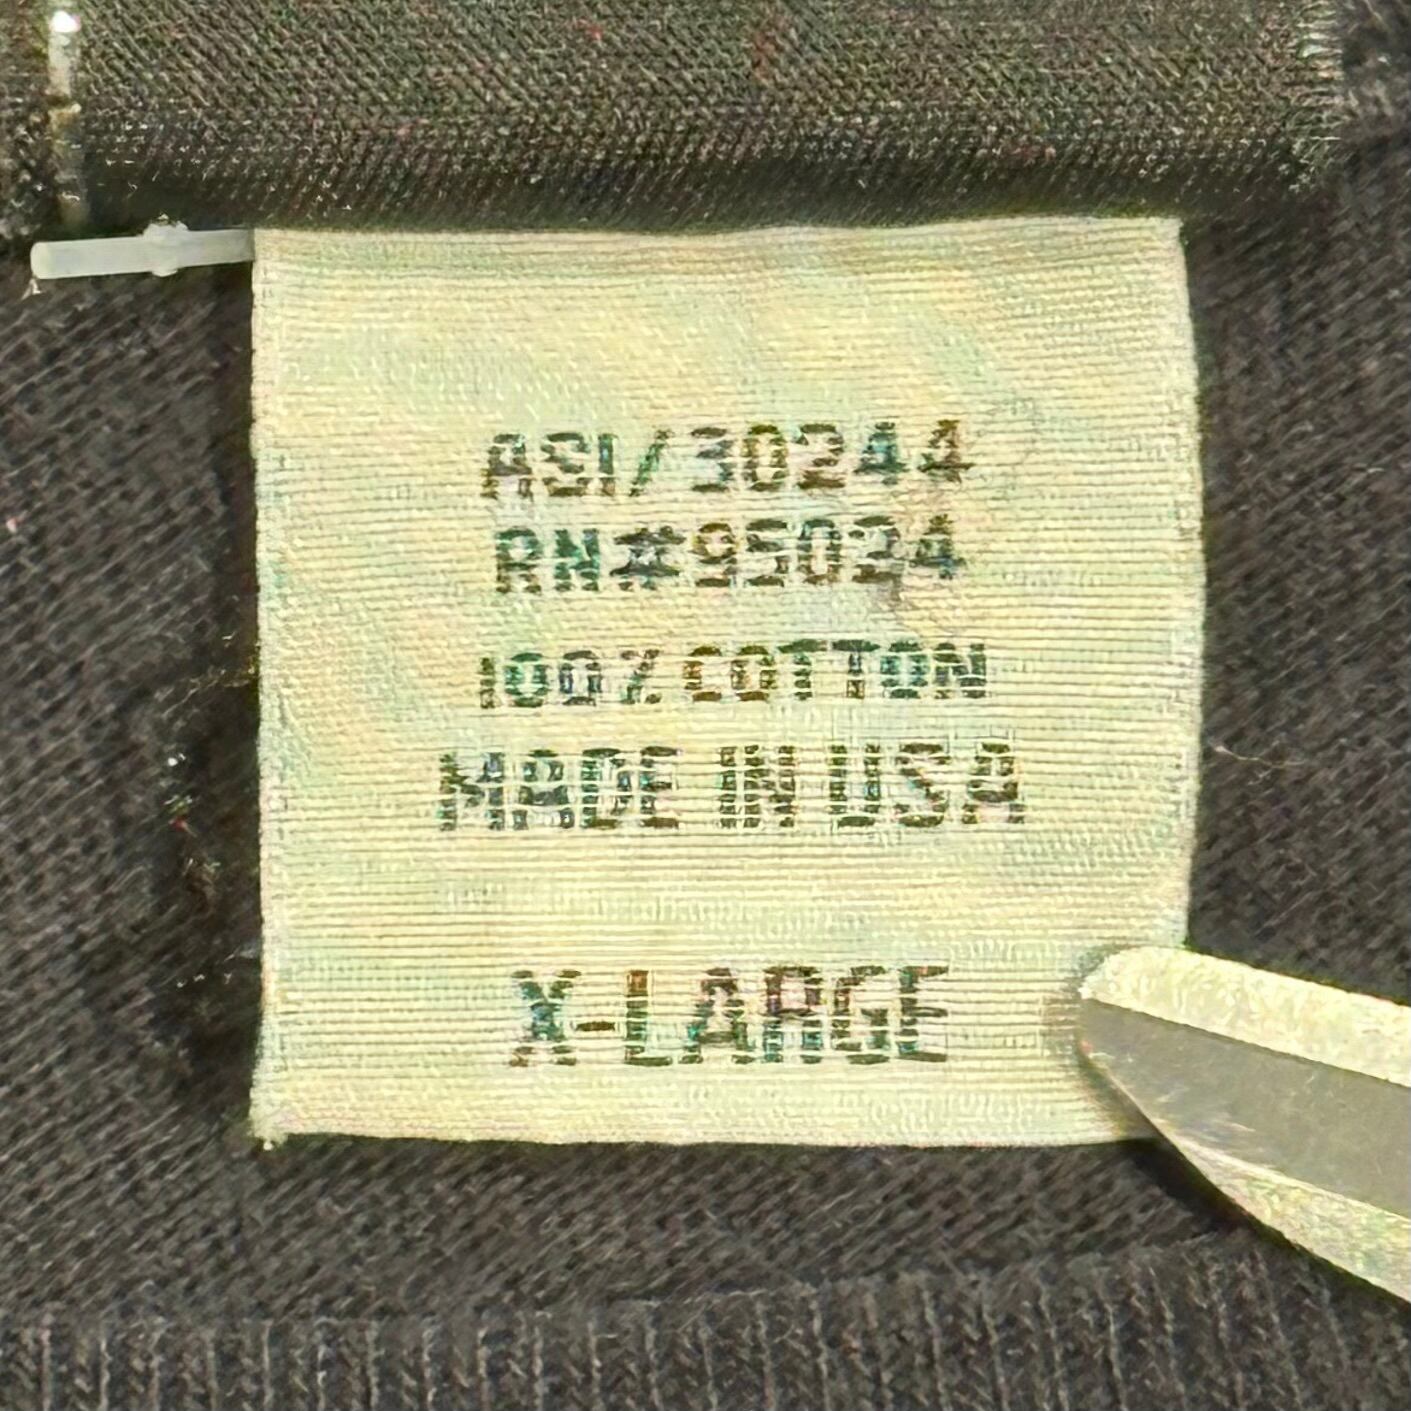 ASI/30244
RN#95024
100% COTTON
MADE IN USA
X-LARGE